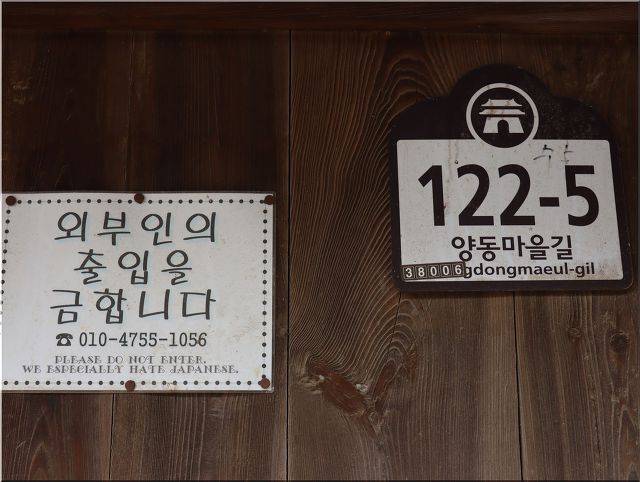 외부인의
출입을
금합니다
☎ 010-4755-1056
PLEASE DO NOT ENTER.
WE ESPECIALLY HATE JAPANESE.
122-5
양동마을길
38006
gdongmaeul-gil